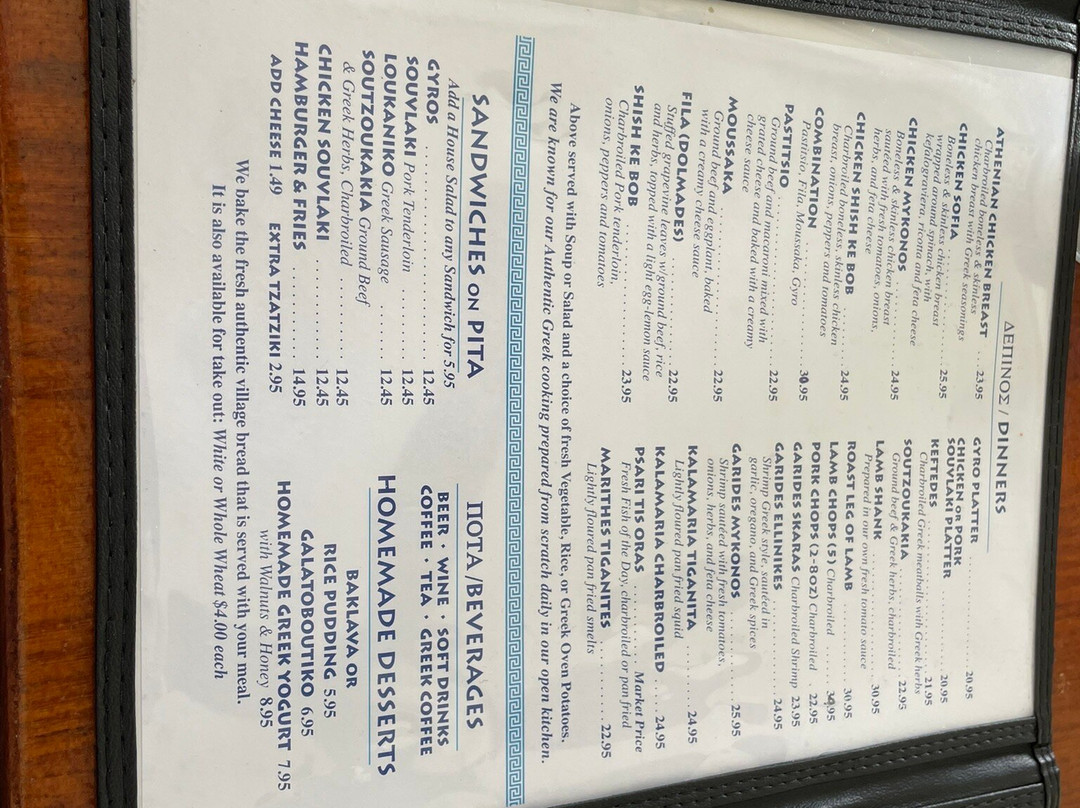 ΔΕΠΙΝΟΣ / DINNERS
ATHENIAN CHICKEN BREAST . . 23.95
Charbroiled boneless & skinless
chicken breast with Greek seasonings
CHICKEN SOFIA . . . . . . . . . . . . . . . . 25.95
Boneless & skinless chicken breast
wrapped around spinach, with
kefalograviera, ricotta and feta cheese
CHICKEN MYKONOS . . . . . . . . . . . 24.95
Boneless & skinless chicken breast
sautéed with fresh tomatoes, onions,
herbs, and feta cheese
CHICKEN SHISH KE BOB . . . . . . . . 24.95
Charbroiled boneless, skinless chicken
breast, onions, peppers and tomatoes
COMBINATION . . . . . . . . . . . . . . . . 30.95
Pastitsio, Fila, Moussaka, Gyro
PASTITSIO . . . . . . . . . . . . . . . . . . . . 22.95
Ground beef and macaroni mixed with
grated cheese and baked with a creamy
cheese sauce
MOUSSAKA . . . . . . . . . . . . . . . . . . . 22.95
Ground beef and eggplant, baked
with a creamy cheese sauce
FILA (DOLMADES) . . . . . . . . . . . . . 22.95
Stuffed grapevine leaves w/ground beef, rice
and herbs, topped with a light egg-lemon sauce
SHISH KE BOB . . . . . . . . . . . . . . . . . 23.95
Charbroiled Pork tenderloin,
onions, peppers and tomatoes
GYRO PLATTER . . . . . . . . . . . . . . . 20.95
CHICKEN or PORK
SOUVLAKI PLATTER . . . . . . . . . . . 20.95
KEFTEDES . . . . . . . . . . . . . . . . . . . . 21.95
Charbroiled Greek meatballs with Greek herbs
SOUTZOUKAKIA . . . . . . . . . . . . . . 22.95
Ground beef & Greek herbs, charbroiled
LAMB SHANK . . . . . . . . . . . . . . . . . 30.95
Prepared in our own fresh tomato sauce
ROAST LEG OF LAMB . . . . . . . . . . 30.95
LAMB CHOPS (5) Charbroiled . . . . . 39.95
PORK CHOPS (2-8oz) Charbroiled . . 22.95
GARIDES SKARAS Charbroiled Shrimp 23.95
GARIDES ELINIKES . . . . . . . . . . . . 24.95
Shrimp Greek style, sautéed in
garlic, oregano, and Greek spices
GARIDES MYKONOS . . . . . . . . . . . 25.95
Shrimp sautéed with fresh tomatoes,
onions, herbs, and feta cheese
KALAMARIA TIGANITA . . . . . . . . . 24.95
Lightly floured pan fried squid
KALAMARIA CHARBROILED . . . . 24.95
PSARI TIS ORAS . . . . . . . . . Market Price
Fresh Fish of the Day, charbroiled or pan fried
MARITHES TIGANITES . . . . . . . . . 22.95
Lightly floured pan fried smelts
Above served with Soup or Salad and a choice of fresh Vegetable, Rice, or Greek Oven Potatoes.
We are known for our Authentic Greek cooking prepared from scratch daily in our open kitchen.
SANDWICHES ON PITA
Add a House Salad to any Sandwich for 5.95
GYROS . . . . . . . . . . . . . . . . . . . . . . . 12.45
SOUVLAKI Pork Tenderloin . . . . . . . 12.45
LOUKANIKO Greek Sausage . . . . . . . 12.45
SOUTZOUKAKIA Ground Beef
& Greek Herbs, Charbroiled . . . . . . . . 12.45
CHICKEN SOUVLAKI . . . . . . . . . . . 12.45
HAMBURGER & FRIES . . . . . . . . . . 14.95
ADD CHEESE 1.49 EXTRA TZATZIKI 2.95
ΠΟΤΑ /BEVERAGES
BEER · WINE · SOFT DRINKS
COFFEE · TEA · GREEK COFFEE
HOMEMADE DESSERTS
BAKLAVA OR
RICE PUDDING 5.95
GALATOBOUTIKO 6.95
HOMEMADE GREEK YOGURT 7.95
with Walnuts & Honey 8.95
We bake the fresh authentic village bread that is served with your meal.
It is also available for take out: White or Whole Wheat $4.00 each